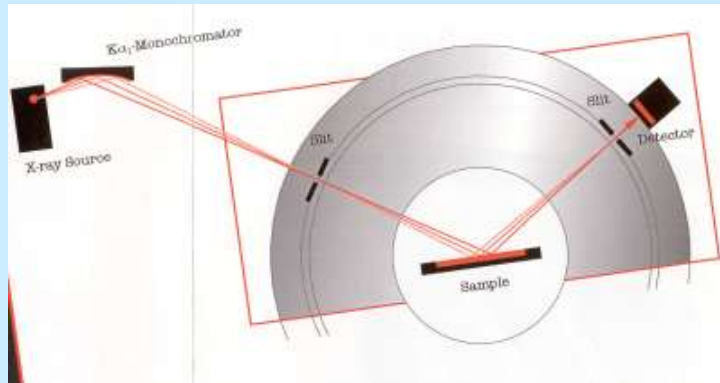 Kα₁-Monochromator
X-ray Source
Slit
Slit
Detector
Sample